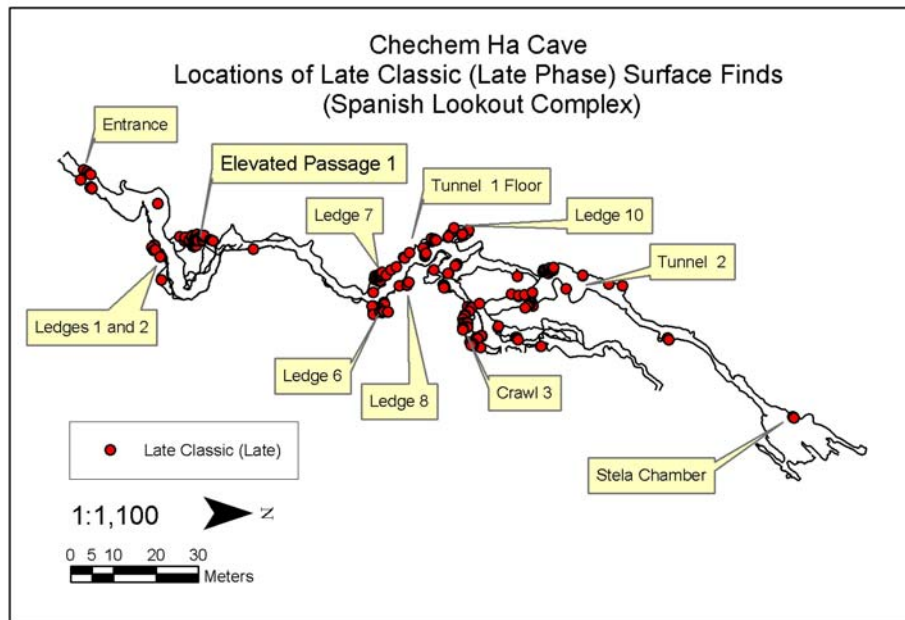 Chechem Ha Cave
Locations of Late Classic (Late Phase) Surface Finds
(Spanish Lookout Complex)
Entrance
Elevated Passage 1
Tunnel 1 Floor
Ledge 7
Ledge 10
Tunnel 2
Ledges 1 and 2
Ledge 6
Ledge 8
Crawl 3
Stela Chamber
Late Classic (Late)
1:1,100
N
0 5 10 20 30
Meters